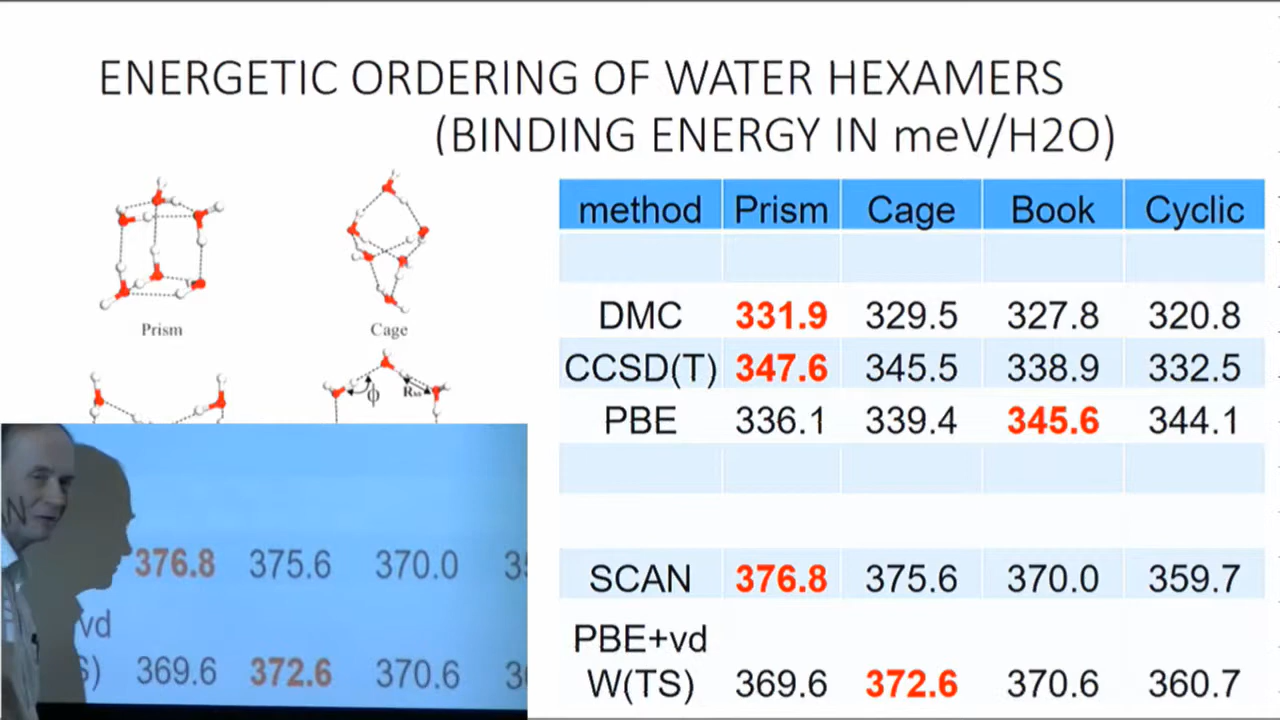 ENERGETIC ORDERING OF WATER HEXAMERS
(BINDING ENERGY IN meV/H2O)
Prism
Cage
ϕ
method Prism Cage Book Cyclic
DMC 331.9 329.5 327.8 320.8
CCSD(T) 347.6 345.5 338.9 332.5
PBE 336.1 339.4 345.6 344.1
SCAN 376.8 375.6 370.0 359.7
PBE+vd
W(TS) 369.6 372.6 370.6 360.7
N
376.8 375.6 370.0
vd
S) 369.6 372.6 370.6